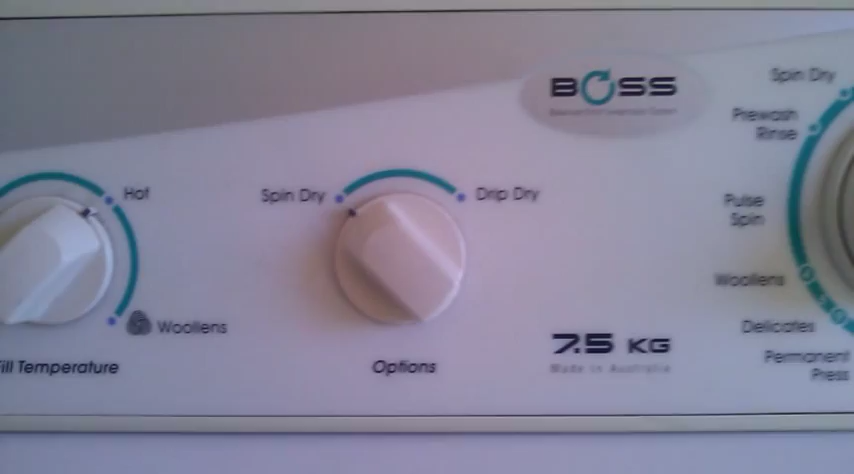 BOSS
Spin Dry
Prewash
Rinse
Hot
Spin Dry
Drip Dry
Pulse
Spin
Woollens
Woollens
Delicates
7.5 KG
Made in Australia
Permanent
Press
Fill Temperature
Options